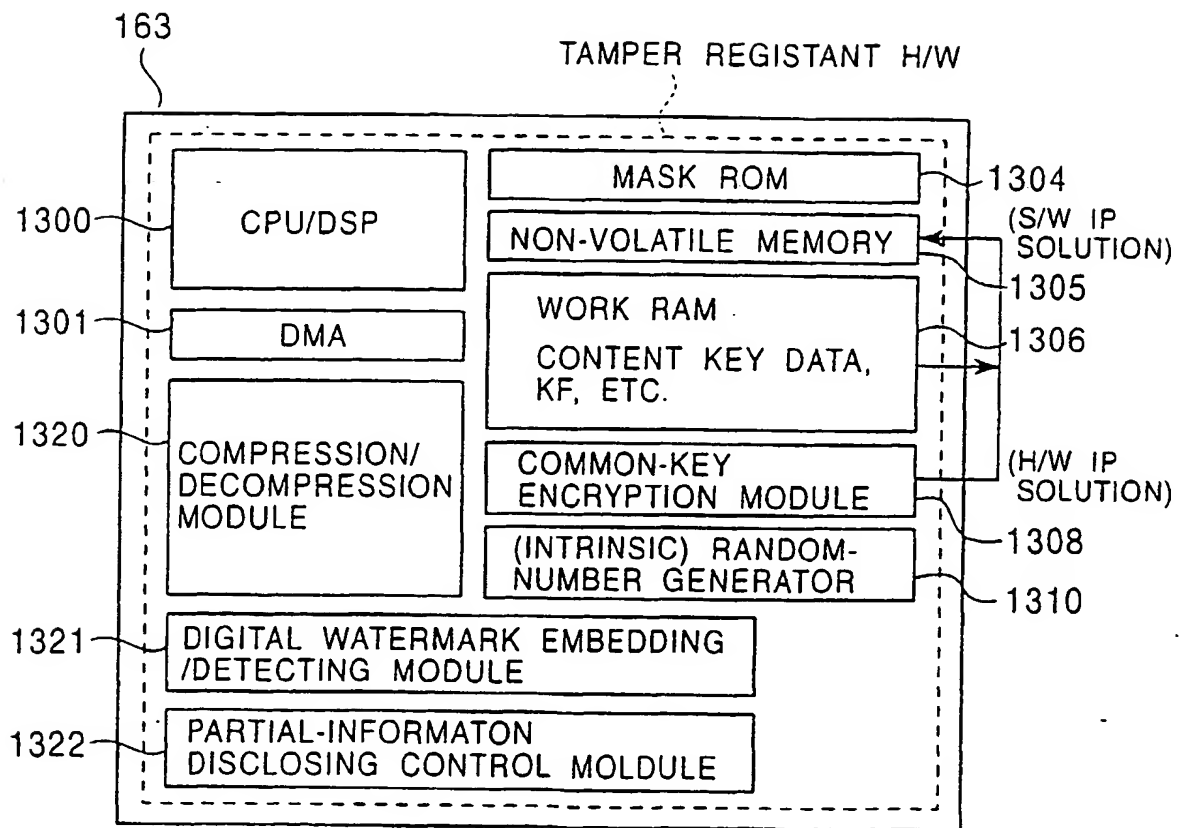 163
TAMPER REGISTANT H/W
1300
CPU/DSP
MASK ROM
1304
NON-VOLATILE MEMORY
(S/W IP
SOLUTION)
1305
1301
DMA
WORK RAM
CONTENT KEY DATA,
KF, ETC.
1306
1320
COMPRESSION/
DECOMPRESSION
MODULE
COMMON-KEY
ENCRYPTION MODULE
(H/W IP
SOLUTION)
1308
(INTRINSIC) RANDOM-
NUMBER GENERATOR
1310
1321
DIGITAL WATERMARK EMBEDDING
/DETECTING MODULE
1322
PARTIAL-INFORMATON
DISCLOSING CONTROL MOLDULE